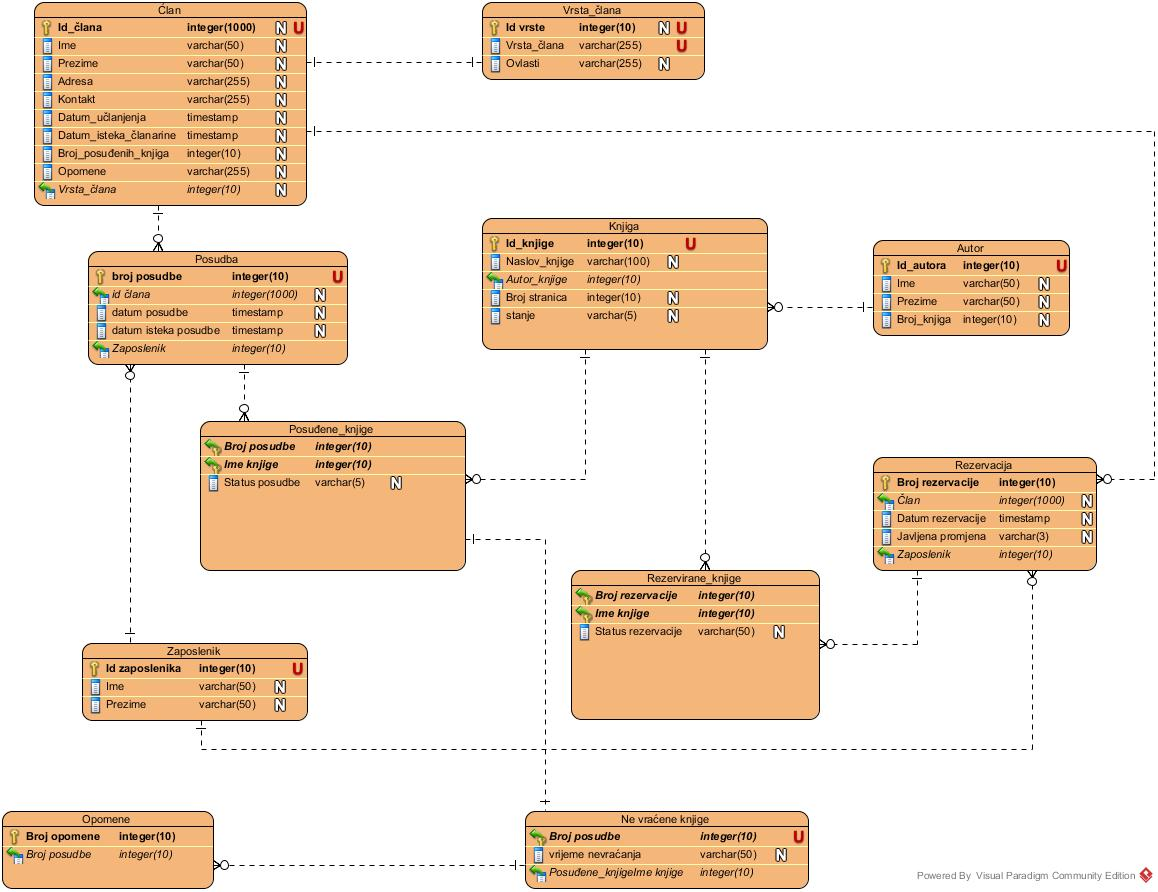 Član
Id_člana integer(1000) N U
Ime varchar(50) N
Prezime varchar(50) N
Adresa varchar(255) N
Kontakt varchar(255) N
Datum_učlanjenja timestamp N
Datum_isteka_članarine timestamp N
Broj_posuđenih_knjiga integer(10) N
Opomene varchar(255) N
Vrsta_člana integer(10) N
Vrsta_člana
Id vrste integer(10) N U
Vrsta_člana varchar(255) U
Ovlasti varchar(255) N
Posudba
broj posudbe integer(10) U
id člana integer(1000) N
datum posudbe timestamp N
datum isteka posudbe timestamp N
Zaposlenik integer(10)
Knjiga
Id_knjige integer(10) U
Naslov_knjige varchar(100) N
Autor_knjige integer(10)
Broj stranica integer(10) N
stanje varchar(5) N
Autor
Id_autora integer(10) U
Ime varchar(50) N
Prezime varchar(50) N
Broj_knjiga integer(10) N
Posuđene_knjige
Broj posudbe integer(10)
Ime knjige integer(10)
Status posudbe varchar(5) N
Rezervacija
Broj rezervacije integer(10)
Član integer(1000) N
Datum rezervacije timestamp N
Javljena promjena varchar(3) N
Zaposlenik integer(10)
Rezervirane_knjige
Broj rezervacije integer(10)
Ime knjige integer(10)
Status rezervacije varchar(50) N
Zaposlenik
Id zaposlenika integer(10) U
Ime varchar(50) N
Prezime varchar(50) N
Opomene
Broj opomene integer(10)
Broj posudbe integer(10)
Ne vraćene knjige
Broj posudbe integer(10) U
vrijeme nevraćanja varchar(50) N
Posuđene_knjigeIme knjige integer(10)
Powered By Visual Paradigm Community Edition